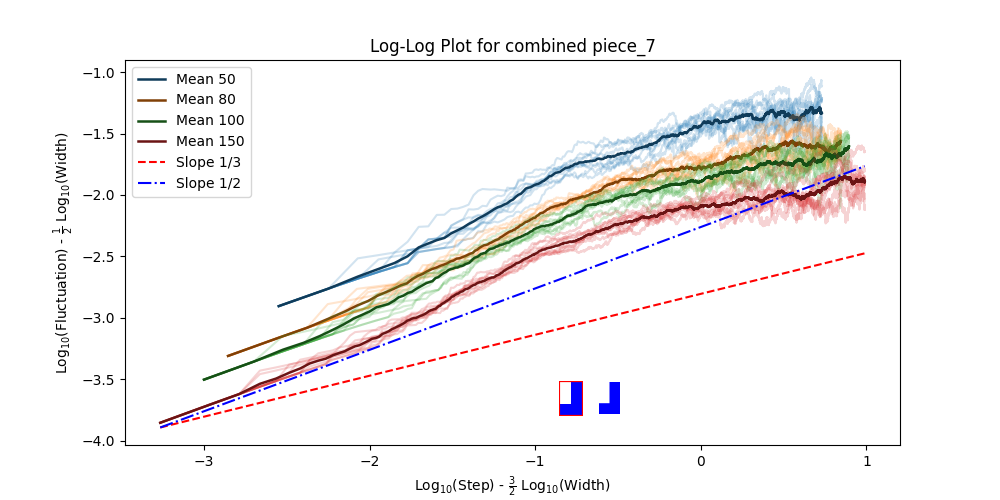 Log-Log Plot for combined piece_7
Log₁₀(Fluctuation) - ½ Log₁₀(Width)
−1.0
−1.5
−2.0
−2.5
−3.0
−3.5
−4.0
Mean 50
Mean 80
Mean 100
Mean 150
Slope 1/3
Slope 1/2
−3
−2
−1
0
1
Log₁₀(Step) - 3/2 Log₁₀(Width)